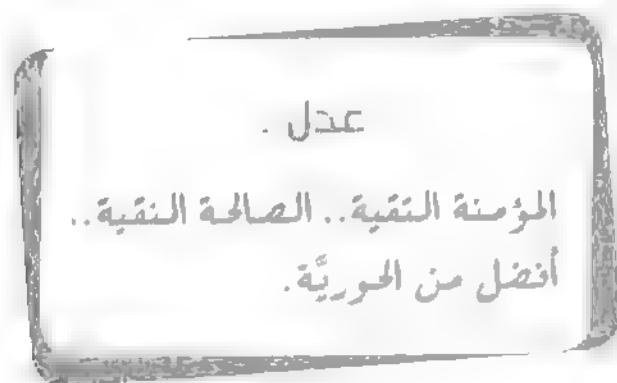 عدل .
المؤمنة التقية.. الصالحة النقية..
أفضل من الحوريَّة.